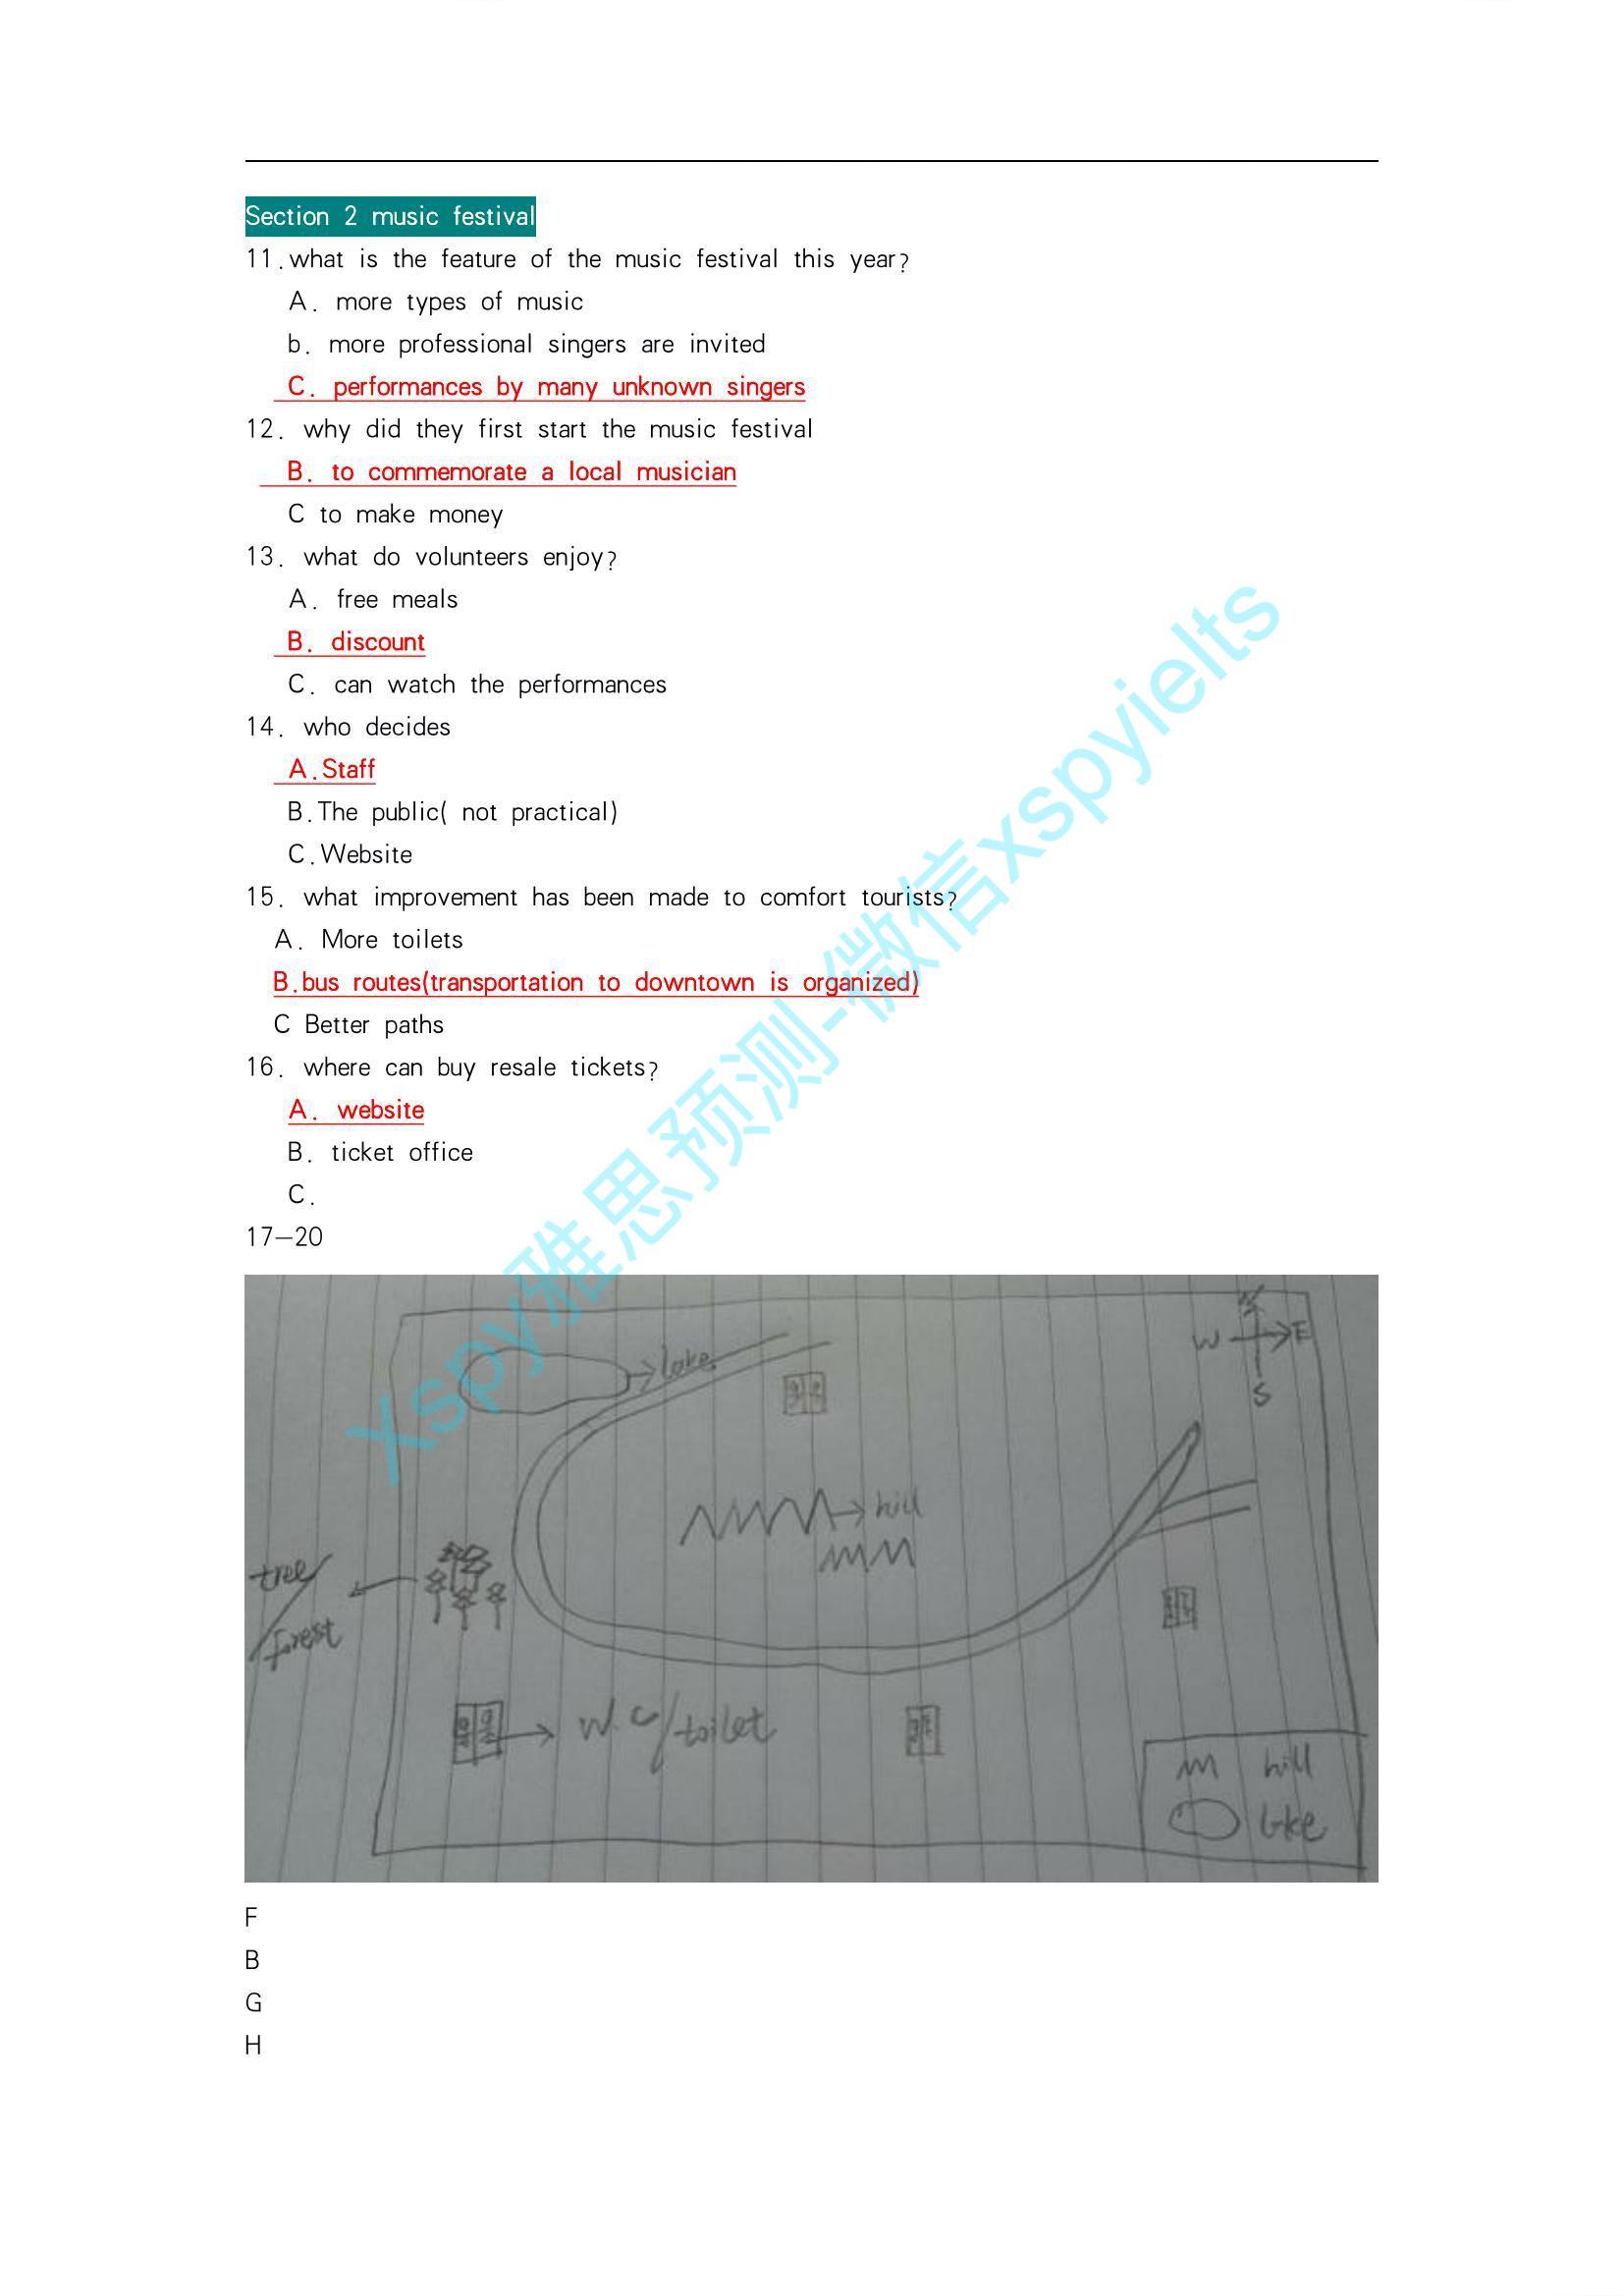 Section 2 music festival
11.what is the feature of the music festival this year?
A. more types of music
b. more professional singers are invited
C. performances by many unknown singers
12. why did they first start the music festival
B. to commemorate a local musician
C to make money
13. what do volunteers enjoy?
A. free meals
B. discount
C. can watch the performances
14. who decides
A.Staff
B.The public( not practical)
C.Website
15. what improvement has been made to comfort tourists?
A. More toilets
B.bus routes(transportation to downtown is organized)
C Better paths
16. where can buy resale tickets?
A. website
B. ticket office
C.
17—20
lake
W E
S
hill
tree/
forest
W.C/toilet
hill
lake
F
B
G
H
Xspy雅思预测-微信xspyielts